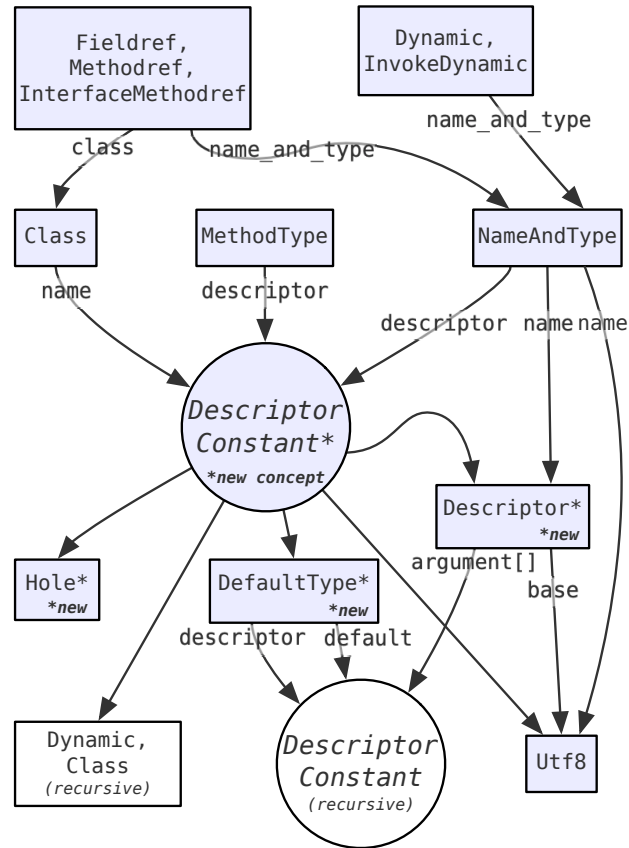 Fieldref,
Methodref,
InterfaceMethodref
Dynamic,
InvokeDynamic
class
name_and_type
name_and_type
Class
MethodType
NameAndType
name
descriptor
descriptor
name
name
Descriptor
Constant*
*new concept
Descriptor*
*new
Hole*
*new
DefaultType*
*new
argument[]
base
descriptor
default
Dynamic,
Class
(recursive)
Descriptor
Constant
(recursive)
Utf8